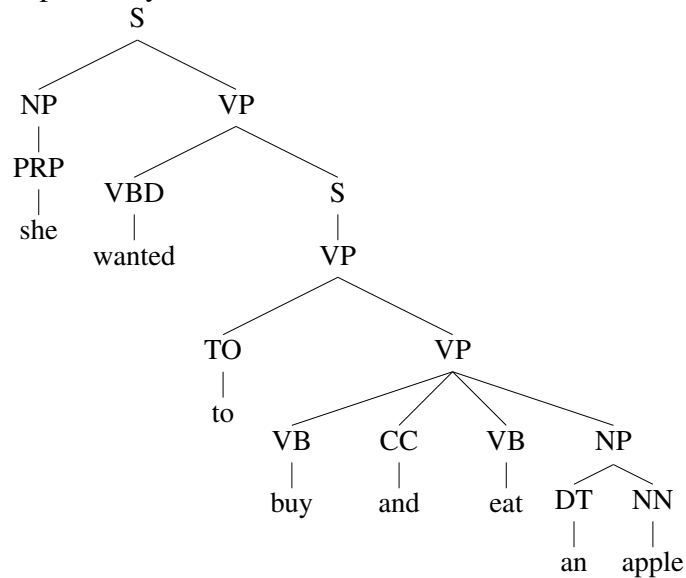 S
NP VP
PRP
VBD S
she
wanted VP
TO VP
to
VB CC VB NP
buy and eat DT NN
an apple